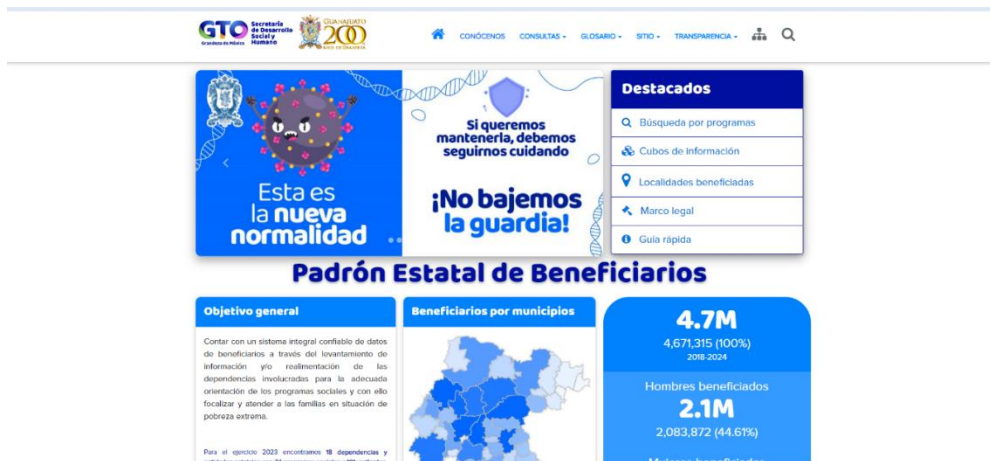 GTO
Grandeza de México
Secretaría
de Desarrollo
Social y
Humano
GUANAJUATO
200
CONÓCENOS
CONSULTAS
GLOSARIO
SITIO
TRANSPARENCIA
Esta es
la nueva
normalidad
Si queremos
mantenerla, debemos
seguirnos cuidando
¡No bajemos
la guardia!
Destacados
Búsqueda por programas
Cubos de información
Localidades beneficiadas
Marco legal
Guía rápida
Padrón Estatal de Beneficiarios
Objetivo general
Contar con un sistema integral confiable de datos
de beneficiarios a través del levantamiento de
información y/o realimentación de las
dependencias involucradas para la adecuada
orientación de los programas sociales y con ello
focalizar y atender a las familias en situación de
pobreza extrema.
Para el ejercicio 2023 encontramos 18 dependencias y
Beneficiarios por municipios
4.7M
4,671,315 (100%)
2018-2024
Hombres beneficiados
2.1M
2,083,872 (44.61%)
Mujeres beneficiadas